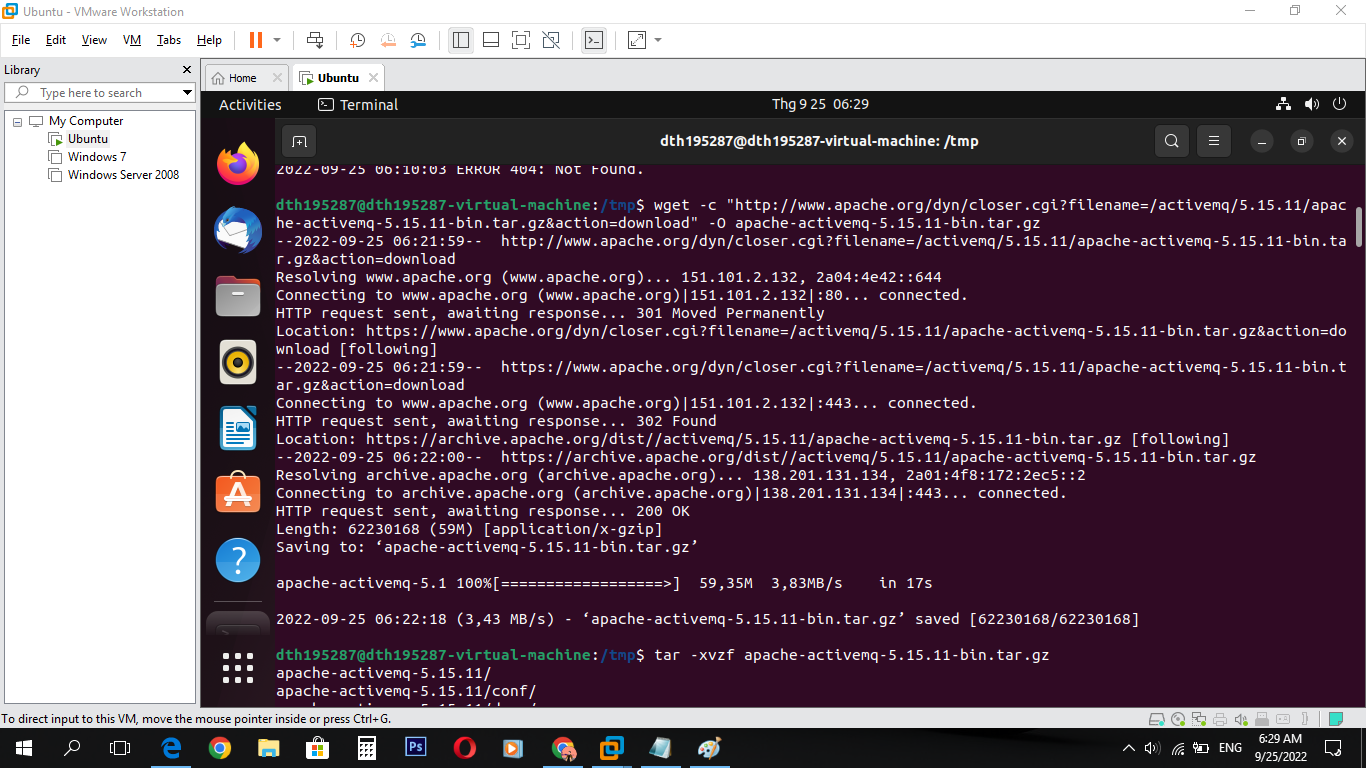 Ubuntu - VMware Workstation
File Edit View VM Tabs Help
Library
Type here to search
My Computer
Ubuntu
Windows 7
Windows Server 2008
Home Ubuntu
Activities Terminal Thg 9 25 06:29
dth195287@dth195287-virtual-machine: /tmp
2022-09-25 06:10:03 ERROR 404: Not Found.
dth195287@dth195287-virtual-machine:/tmp$ wget -c "http://www.apache.org/dyn/closer.cgi?filename=/activemq/5.15.11/apac
he-activemq-5.15.11-bin.tar.gz&action=download" -O apache-activemq-5.15.11-bin.tar.gz
--2022-09-25 06:21:59--  http://www.apache.org/dyn/closer.cgi?filename=/activemq/5.15.11/apache-activemq-5.15.11-bin.ta
r.gz&action=download
Resolving www.apache.org (www.apache.org)... 151.101.2.132, 2a04:4e42::644
Connecting to www.apache.org (www.apache.org)|151.101.2.132|:80... connected.
HTTP request sent, awaiting response... 301 Moved Permanently
Location: https://www.apache.org/dyn/closer.cgi?filename=/activemq/5.15.11/apache-activemq-5.15.11-bin.tar.gz&action=do
wnload [following]
--2022-09-25 06:21:59--  https://www.apache.org/dyn/closer.cgi?filename=/activemq/5.15.11/apache-activemq-5.15.11-bin.t
ar.gz&action=download
Connecting to www.apache.org (www.apache.org)|151.101.2.132|:443... connected.
HTTP request sent, awaiting response... 302 Found
Location: https://archive.apache.org/dist//activemq/5.15.11/apache-activemq-5.15.11-bin.tar.gz [following]
--2022-09-25 06:22:00--  https://archive.apache.org/dist//activemq/5.15.11/apache-activemq-5.15.11-bin.tar.gz
Resolving archive.apache.org (archive.apache.org)... 138.201.131.134, 2a01:4f8:172:2ec5::2
Connecting to archive.apache.org (archive.apache.org)|138.201.131.134|:443... connected.
HTTP request sent, awaiting response... 200 OK
Length: 62230168 (59M) [application/x-gzip]
Saving to: ‘apache-activemq-5.15.11-bin.tar.gz’
apache-activemq-5.1 100%[==================>]  59,35M  3,83MB/s    in 17s
2022-09-25 06:22:18 (3,43 MB/s) - ‘apache-activemq-5.15.11-bin.tar.gz’ saved [62230168/62230168]
dth195287@dth195287-virtual-machine:/tmp$ tar -xvzf apache-activemq-5.15.11-bin.tar.gz
apache-activemq-5.15.11/
apache-activemq-5.15.11/conf/
To direct input to this VM, move the mouse pointer inside or press Ctrl+G.
Ps
ENG
6:29 AM
9/25/2022